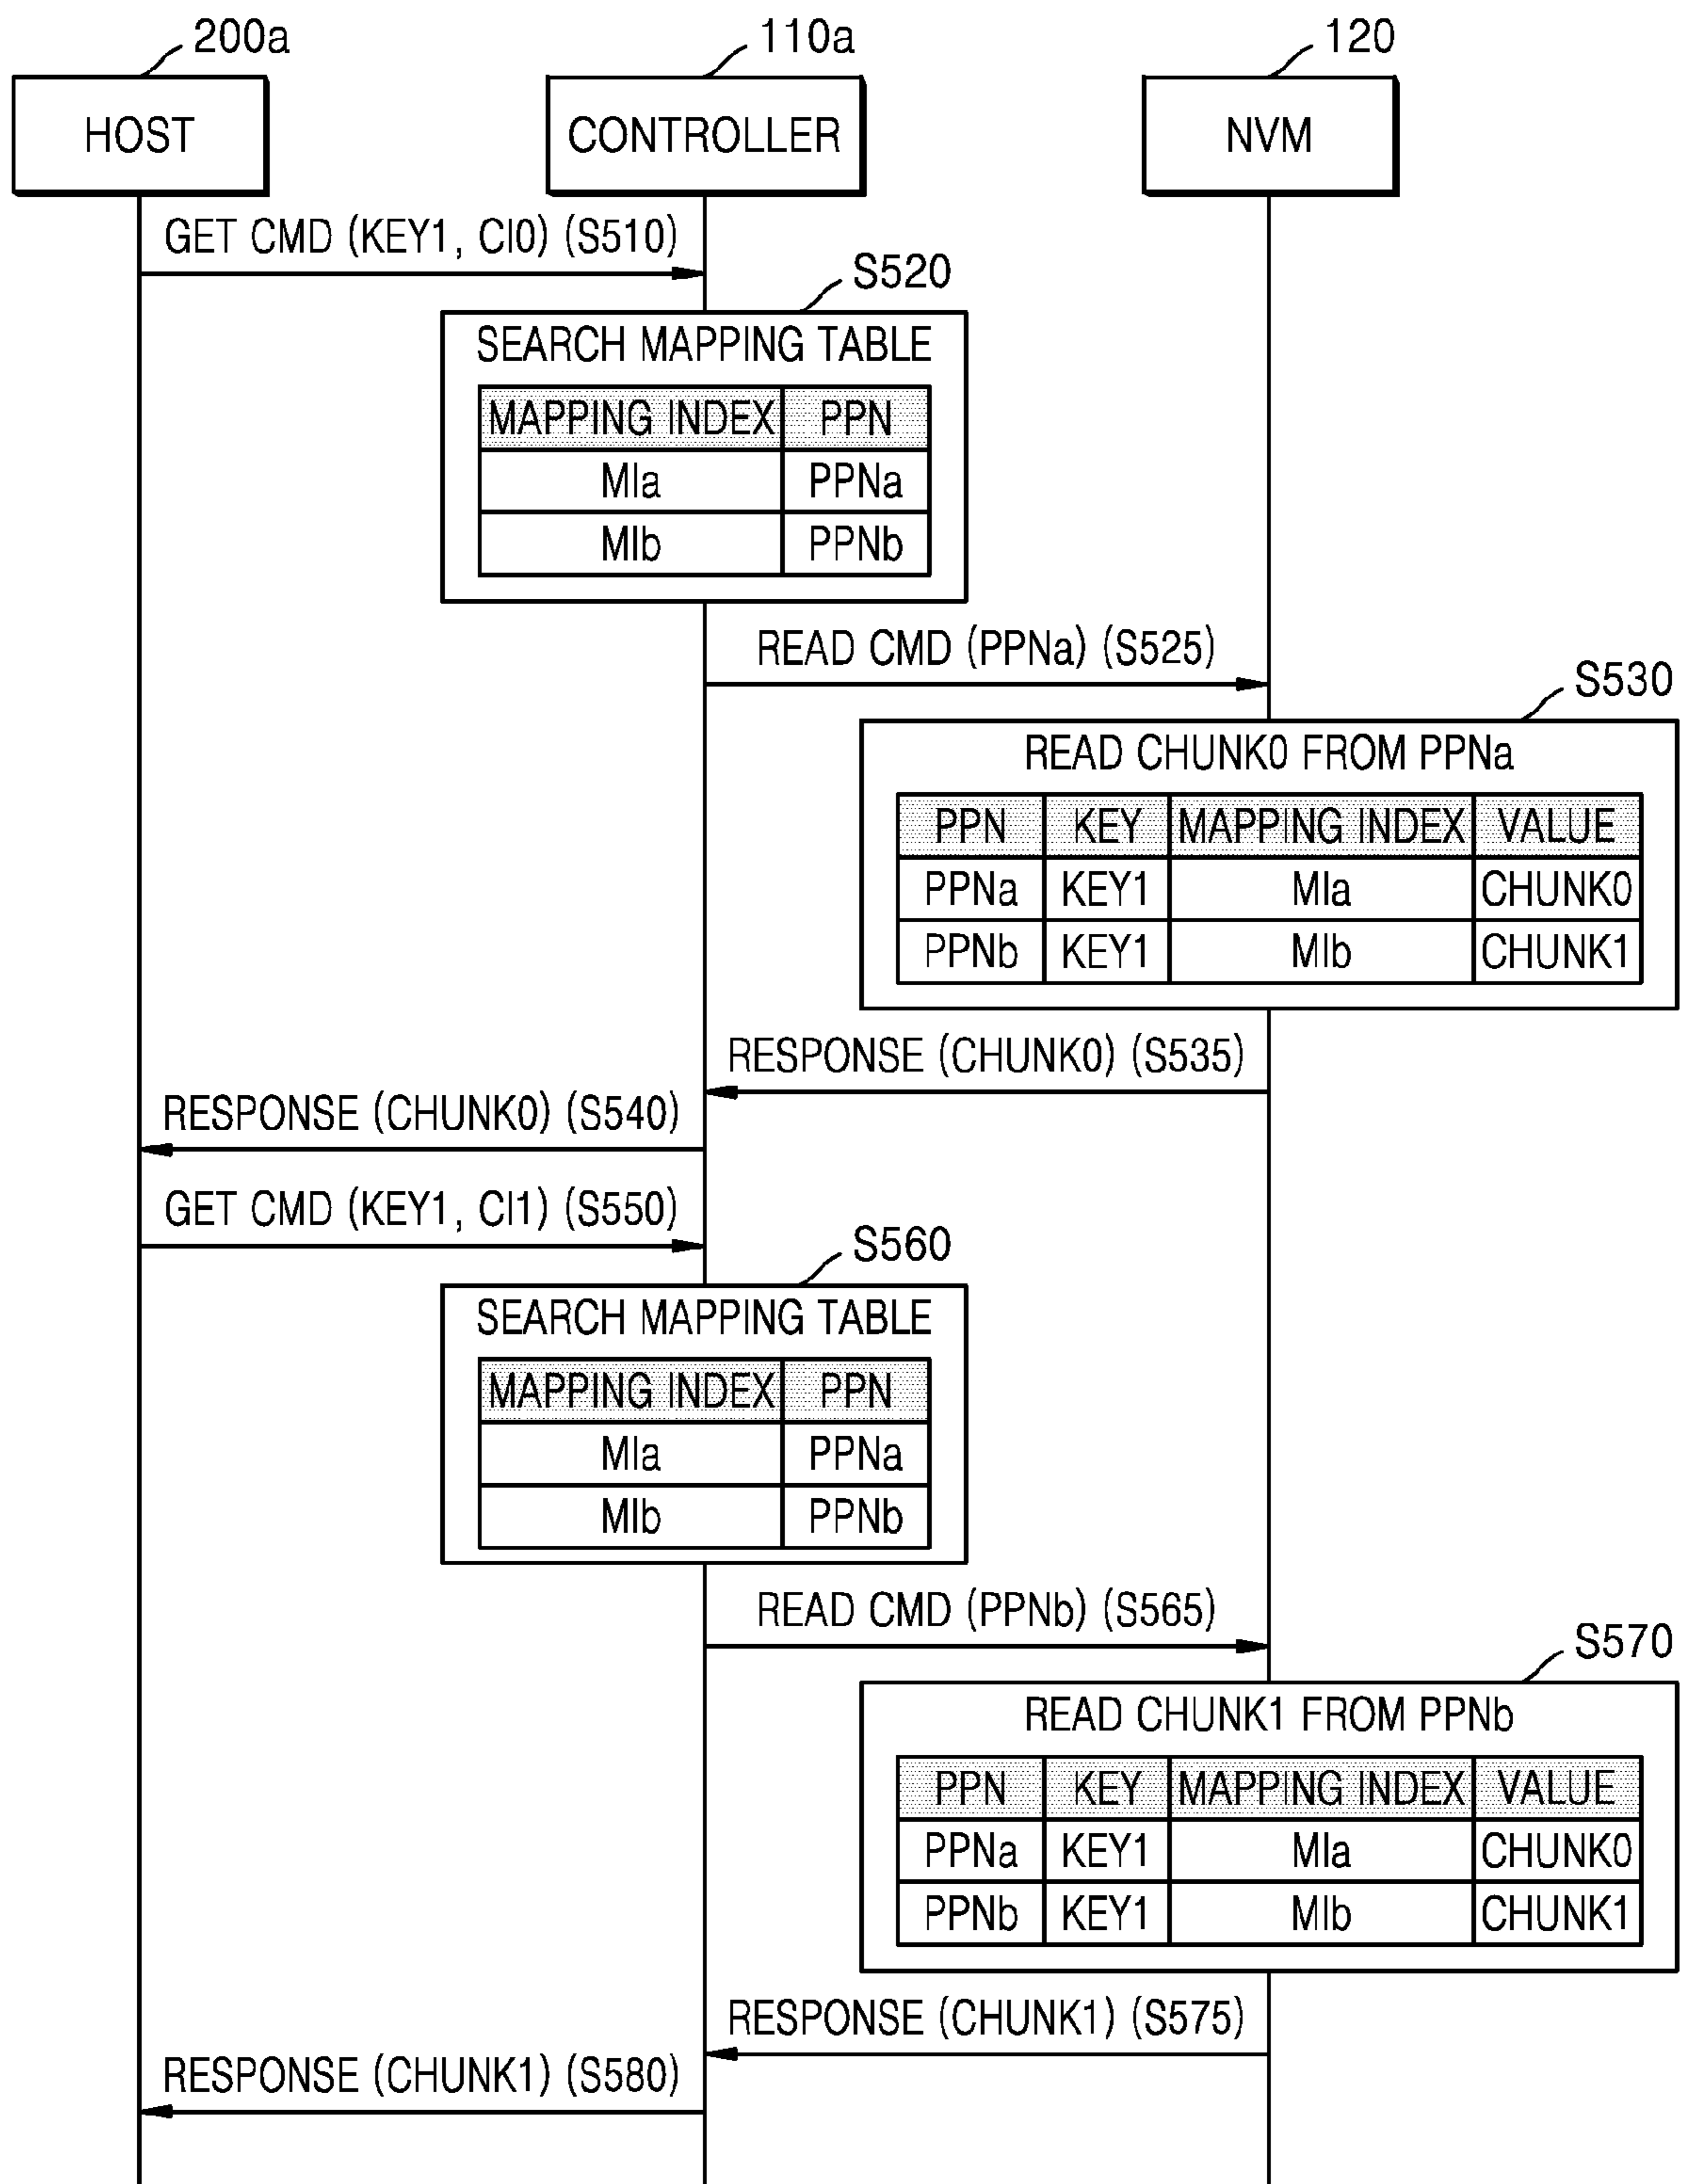 200a
110a
120
HOST
CONTROLLER
NVM
GET CMD (KEY1, CI0) (S510)
S520
SEARCH MAPPING TABLE
MAPPING INDEX PPN
MIa PPNa
MIb PPNb
READ CMD (PPNa) (S525)
S530
READ CHUNK0 FROM PPNa
PPN KEY MAPPING INDEX VALUE
PPNa KEY1 MIa CHUNK0
PPNb KEY1 MIb CHUNK1
RESPONSE (CHUNK0) (S535)
RESPONSE (CHUNK0) (S540)
GET CMD (KEY1, CI1) (S550)
S560
SEARCH MAPPING TABLE
MAPPING INDEX PPN
MIa PPNa
MIb PPNb
READ CMD (PPNb) (S565)
S570
READ CHUNK1 FROM PPNb
PPN KEY MAPPING INDEX VALUE
PPNa KEY1 MIa CHUNK0
PPNb KEY1 MIb CHUNK1
RESPONSE (CHUNK1) (S575)
RESPONSE (CHUNK1) (S580)